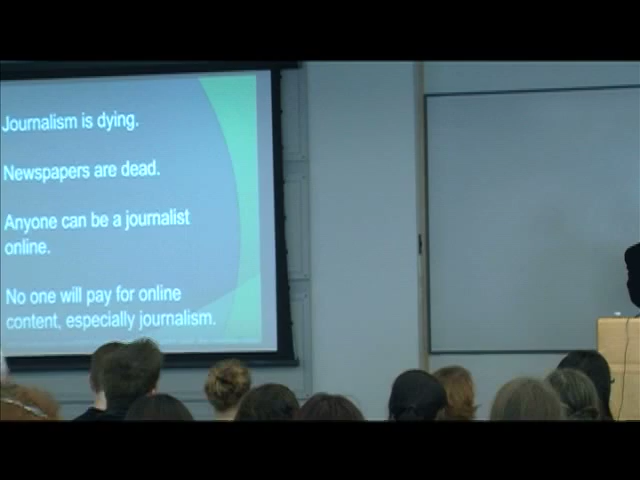 Journalism is dying.
Newspapers are dead.
Anyone can be a journalist
online.
No one will pay for online
content, especially journalism.